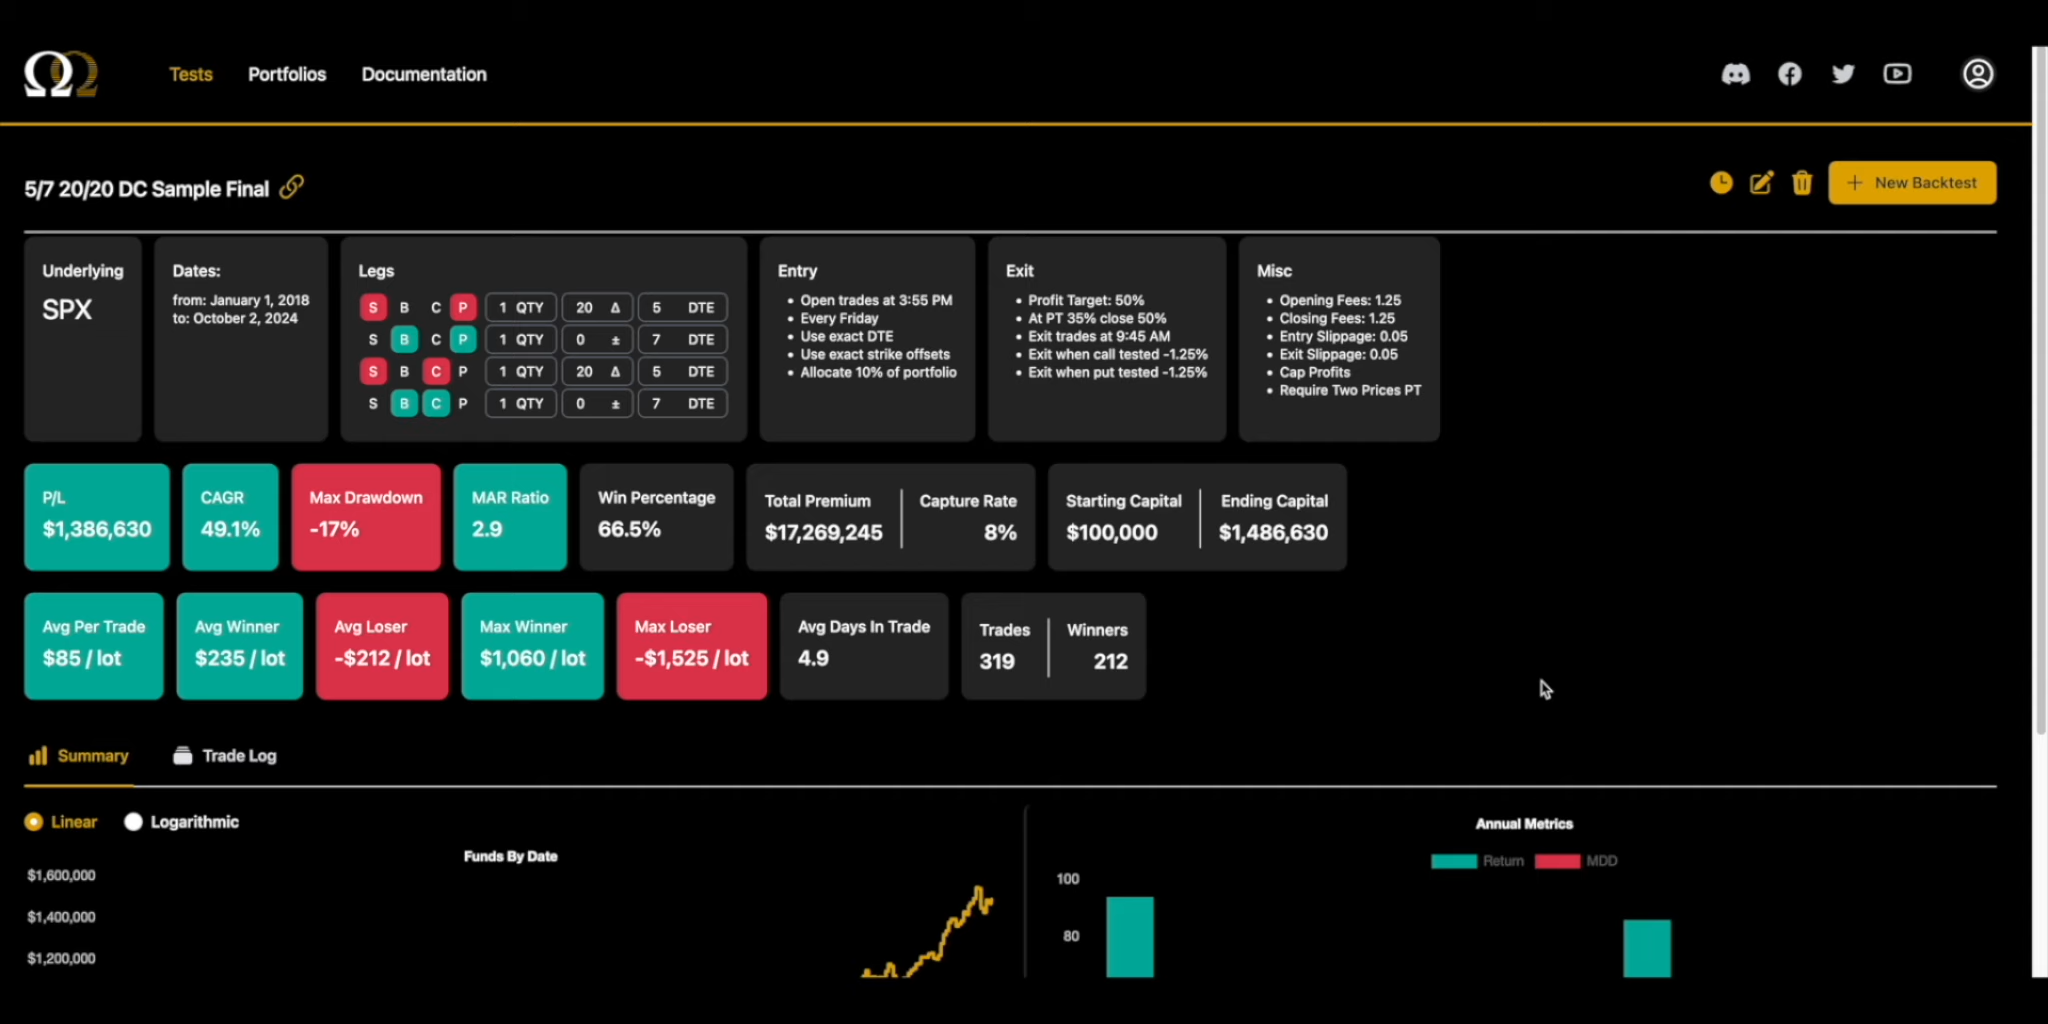 Tests Portfolios Documentation
5/7 20/20 DC Sample Final
+ New Backtest
Underlying
SPX
Dates:
from: January 1, 2018
to: October 2, 2024
Legs
S B C P 1 QTY 20 Δ 5 DTE
S B C P 1 QTY 0 ± 7 DTE
S B C P 1 QTY 20 Δ 5 DTE
S B C P 1 QTY 0 ± 7 DTE
Entry
• Open trades at 3:55 PM
• Every Friday
• Use exact DTE
• Use exact strike offsets
• Allocate 10% of portfolio
Exit
• Profit Target: 50%
• At PT 35% close 50%
• Exit trades at 9:45 AM
• Exit when call tested -1.25%
• Exit when put tested -1.25%
Misc
• Opening Fees: 1.25
• Closing Fees: 1.25
• Entry Slippage: 0.05
• Exit Slippage: 0.05
• Cap Profits
• Require Two Prices PT
P/L
$1,386,630
CAGR
49.1%
Max Drawdown
-17%
MAR Ratio
2.9
Win Percentage
66.5%
Total Premium
$17,269,245
Capture Rate
8%
Starting Capital
$100,000
Ending Capital
$1,486,630
Avg Per Trade
$85 / lot
Avg Winner
$235 / lot
Avg Loser
-$212 / lot
Max Winner
$1,060 / lot
Max Loser
-$1,525 / lot
Avg Days In Trade
4.9
Trades
319
Winners
212
Summary Trade Log
Linear Logarithmic
Funds By Date
$1,600,000
$1,400,000
$1,200,000
Annual Metrics
Return MDD
100
80